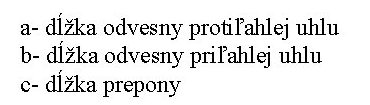 a- dĺžka odvesny protiľahlej uhlu
b- dĺžka odvesny priľahlej uhlu
c- dĺžka prepony